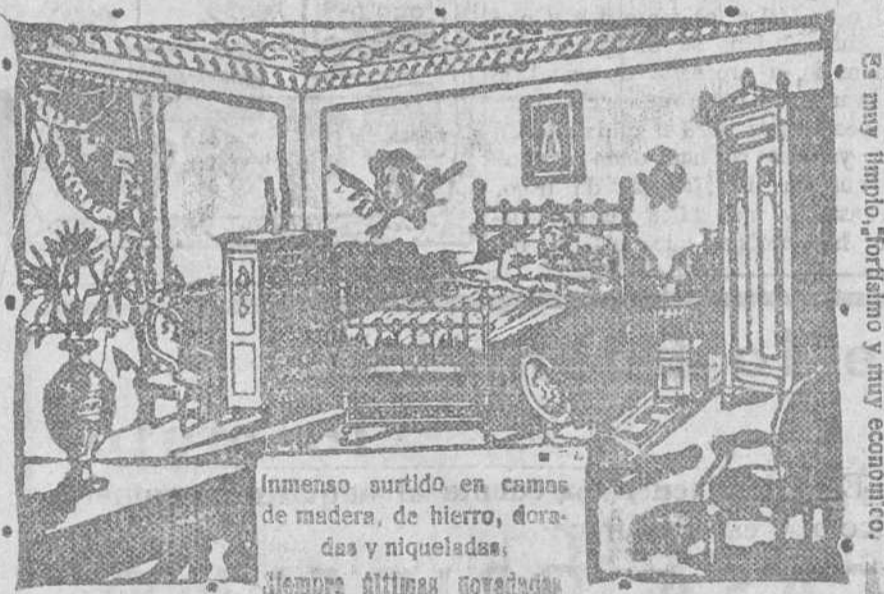 Inmenso surtido en camas
de madera, de hierro, dora-
das y niqueladas;
Siempre últimas novedades
Es muy limpio, fortísimo y muy económico.